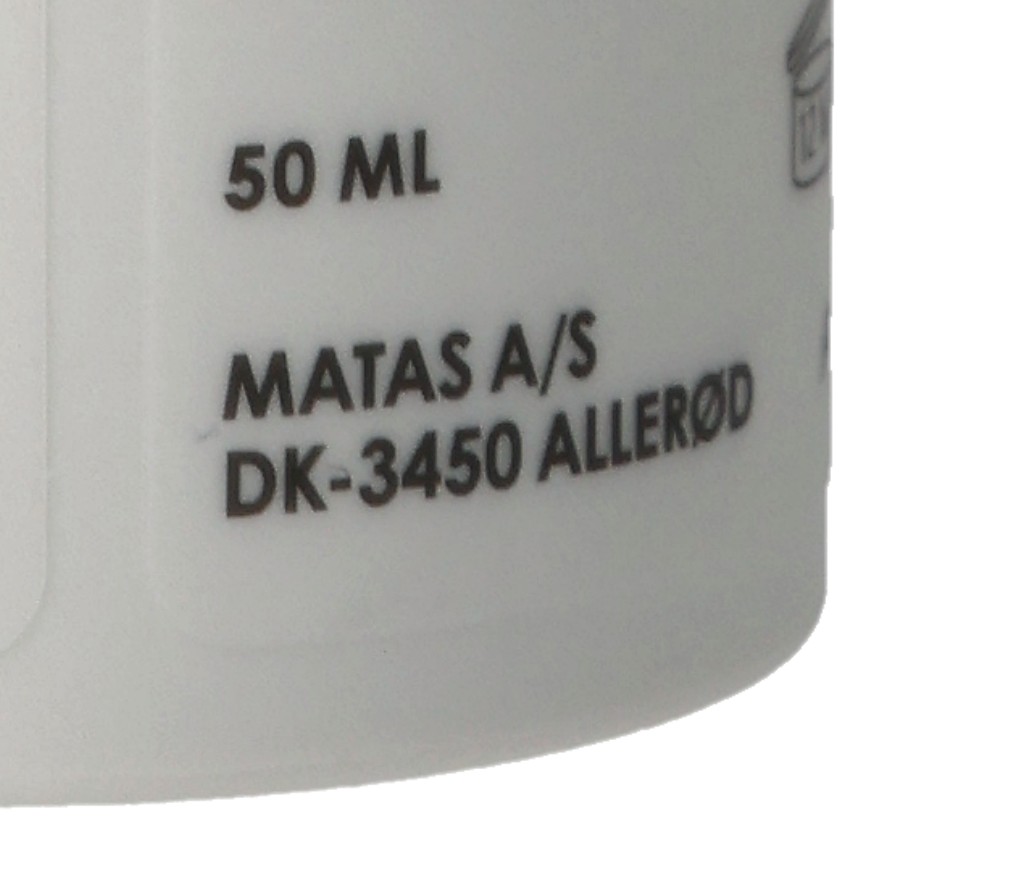 50 ML
MATAS A/S
DK-3450 ALLERØD